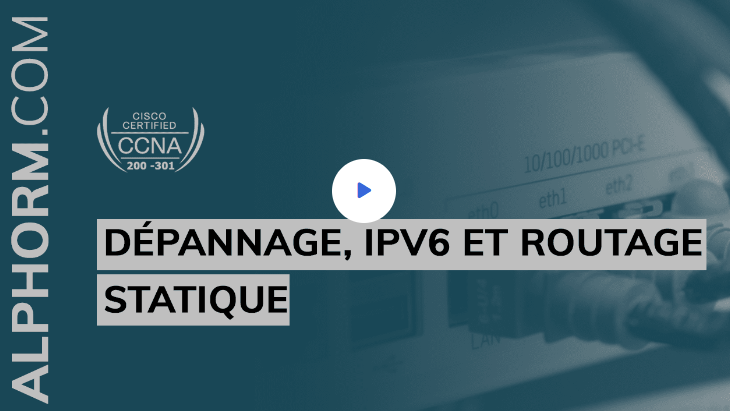 ALPHORM.COM
CISCO
CERTIFIED
CCNA
200 -301
10/100/1000 PCI-E
eth0 eth1 eth2
DÉPANNAGE, IPV6 ET ROUTAGE
STATIQUE
LAN